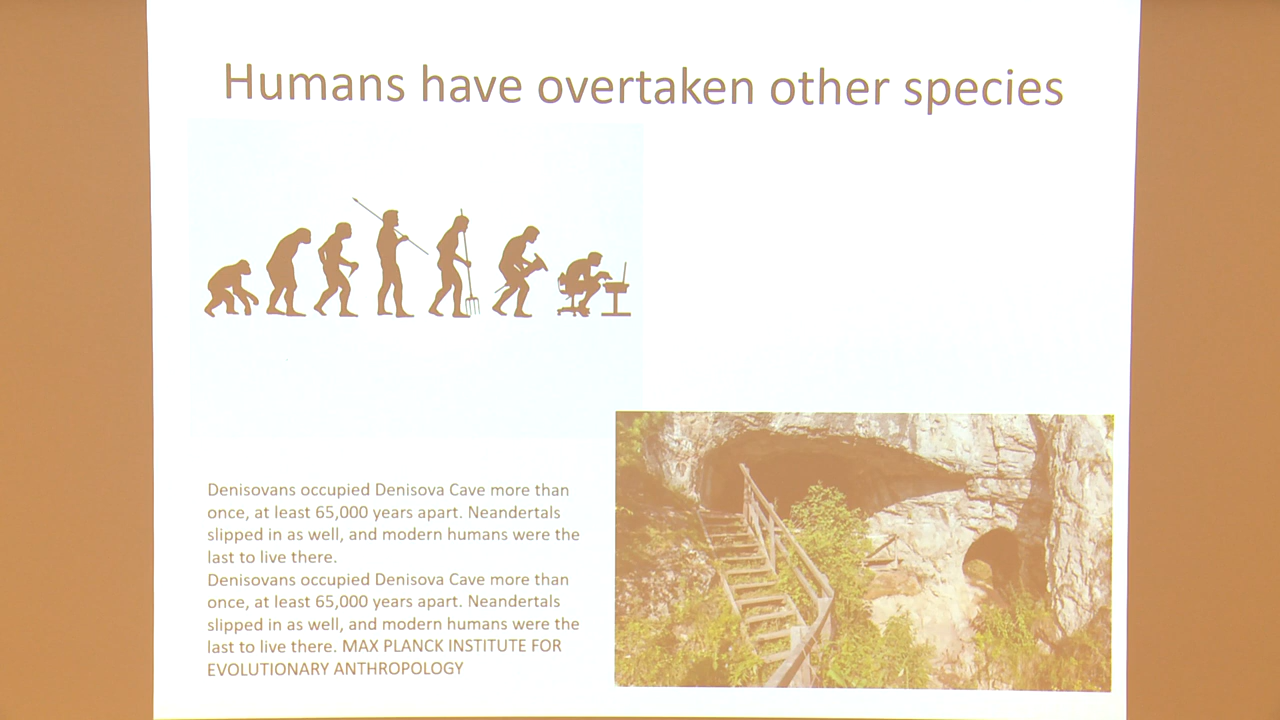 Humans have overtaken other species
Denisovans occupied Denisova Cave more than
once, at least 65,000 years apart. Neandertals
slipped in as well, and modern humans were the
last to live there.
Denisovans occupied Denisova Cave more than
once, at least 65,000 years apart. Neandertals
slipped in as well, and modern humans were the
last to live there. MAX PLANCK INSTITUTE FOR
EVOLUTIONARY ANTHROPOLOGY